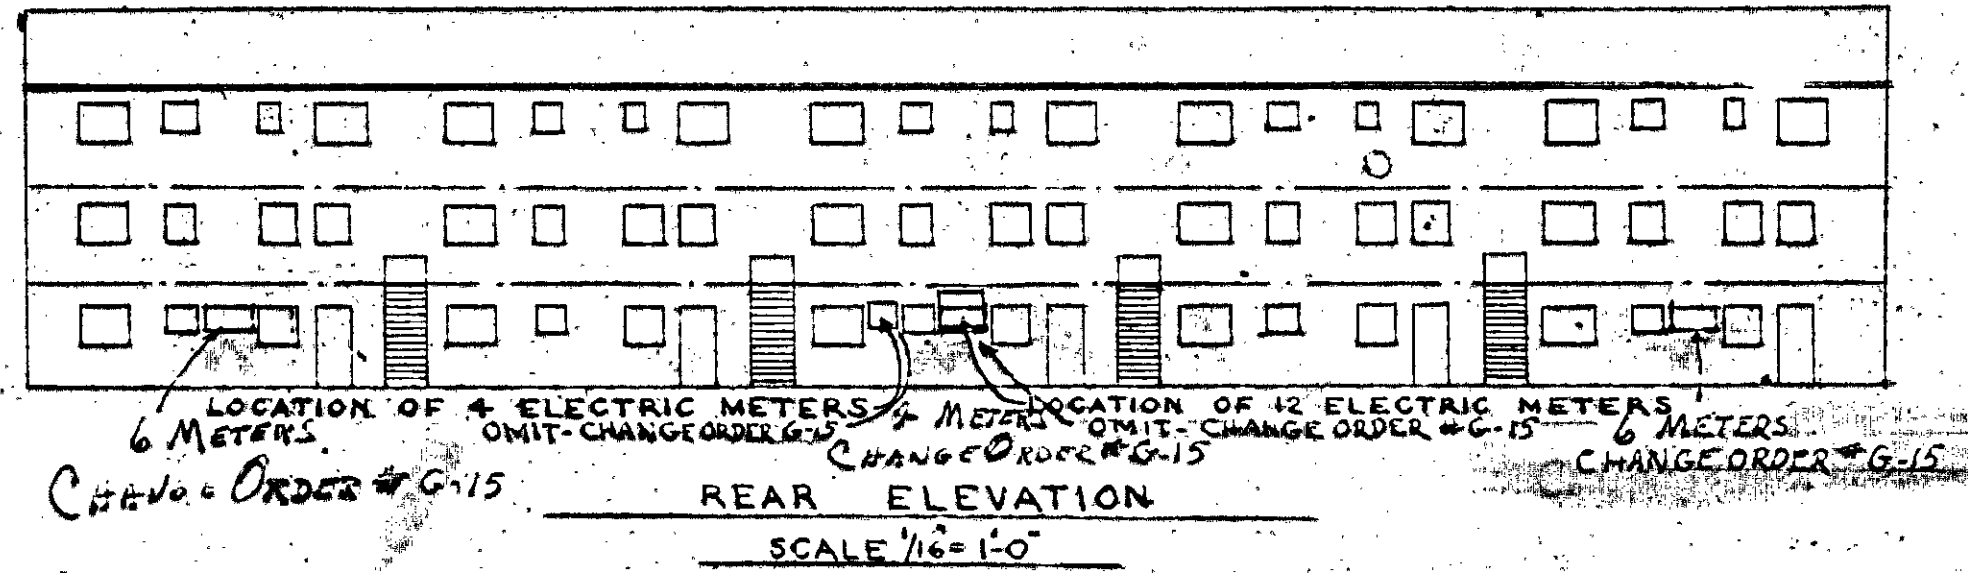 LOCATION OF 4 ELECTRIC METERS
OMIT - CHANGE ORDER G-15
6 METERS
CHANGE ORDER # G-15
METERS
CHANGE ORDER # G-15
LOCATION OF 12 ELECTRIC METERS
OMIT - CHANGE ORDER # G-15
6 METERS
CHANGE ORDER # G-15
REAR ELEVATION
SCALE 1/16" = 1'-0"